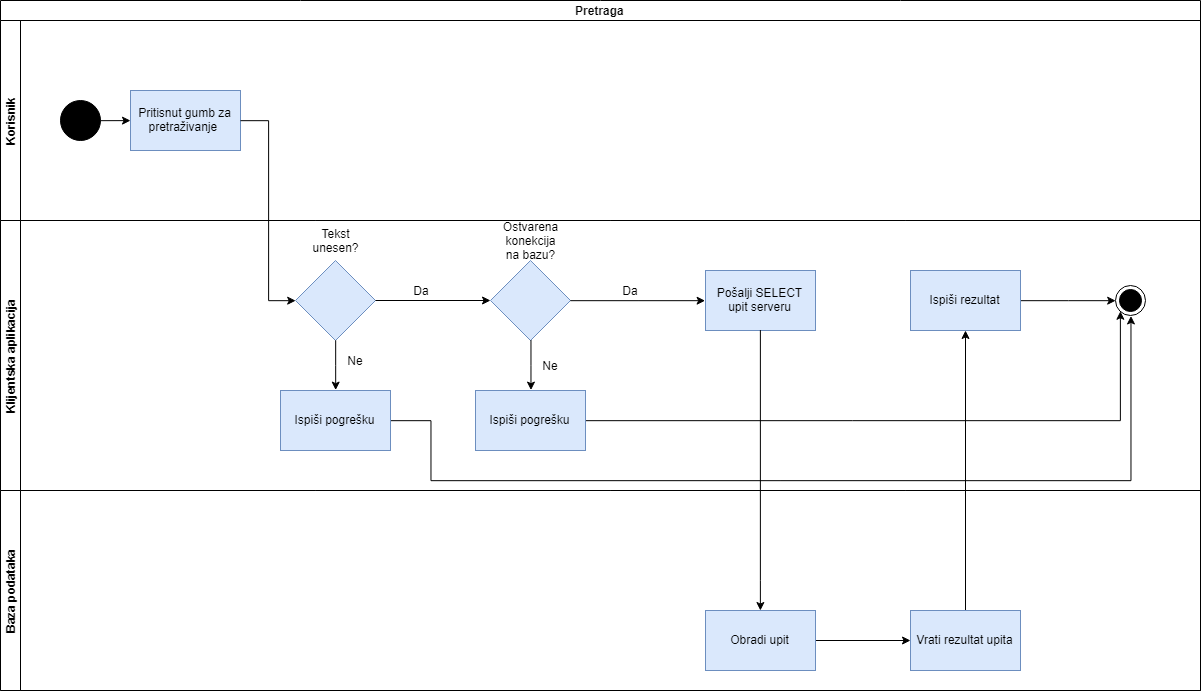 Pretraga
Korisnik
Pritisnut gumb za
pretraživanje
Klijentska aplikacija
Tekst
unesen?
Da
Ostvarena
konekcija
na bazu?
Da
Pošalji SELECT
upit serveru
Ispiši rezultat
Ne
Ne
Ispiši pogrešku
Ispiši pogrešku
Baza podataka
Obradi upit
Vrati rezultat upita